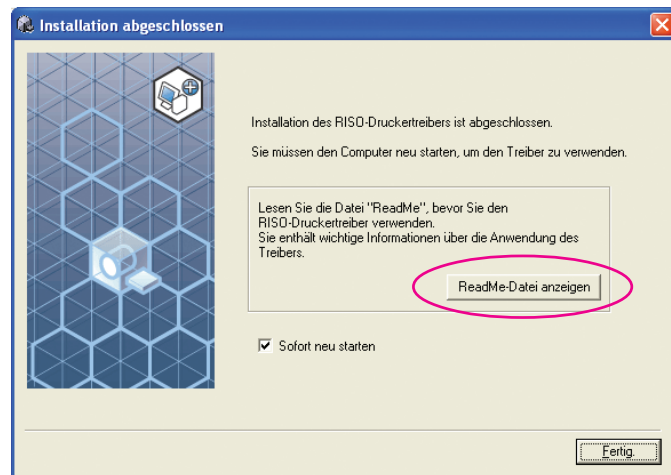 Installation abgeschlossen
Installation des RISO-Druckertreibers ist abgeschlossen.
Sie müssen den Computer neu starten, um den Treiber zu verwenden.
Lesen Sie die Datei "ReadMe", bevor Sie den
RISO-Druckertreiber verwenden.
Sie enthält wichtige Informationen über die Anwendung des
Treibers.
ReadMe-Datei anzeigen
Sofort neu starten
Fertig.